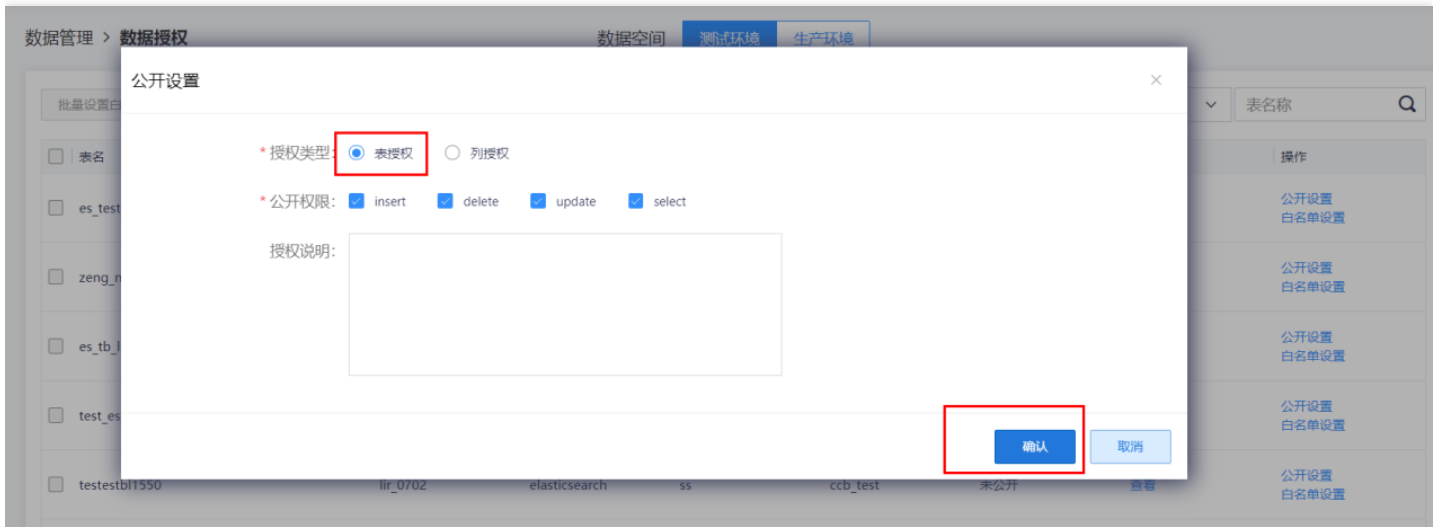 数据管理 > 数据授权 数据空间 测试环境 生产环境
公开设置
批量设置白 表名称
* 授权类型: 表授权 列授权
表名 操作
* 公开权限: insert delete update select
es_test 公开设置
白名单设置
授权说明:
zeng_n 公开设置
白名单设置
es_tb_l 公开设置
白名单设置
test_es 公开设置
白名单设置
确认 取消
testestbl1550 lir_0702 elasticsearch ss ccb_test 未公开 查看 公开设置
白名单设置